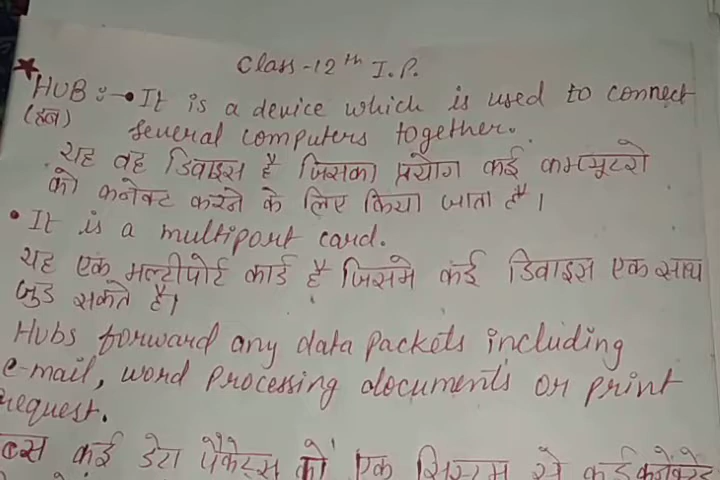 Class-12th I.P.
★ HUB :→ • It is a device which is used to connect
(हब) several computers together.
यह वह डिवाइस है जिसका प्रयोग कई कम्प्यूटरो
को कनेक्ट करने के लिए किया जाता है।
• It is a multiport card.
यह एक मल्टीपोर्ट कार्ड है जिसमे कई डिवाइस एक साथ
जुड सकते है।
Hubs forward any data packets including
e-mail, word processing documents or print
request.
कई डेटा पैकेट्स को एक सिस्टम से कई कनेक्टेड